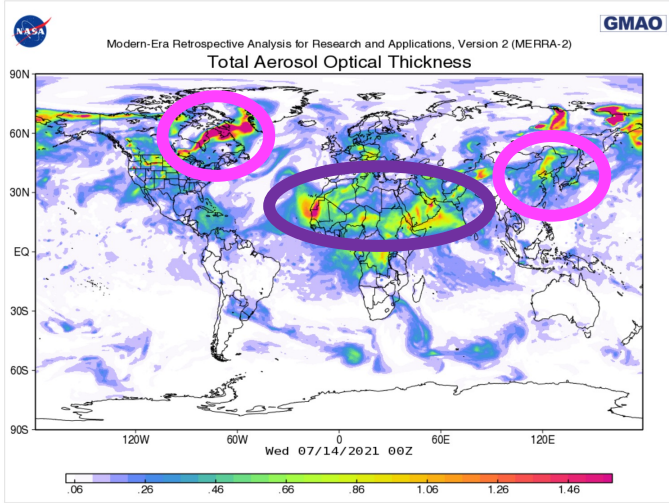 NASA
GMAO
Modern-Era Retrospective Analysis for Research and Applications, Version 2 (MERRA-2)
Total Aerosol Optical Thickness
90N
60N
30N
EQ
30S
60S
90S
120W 60W 0 60E 120E
Wed 07/14/2021 00Z
.06 .26 .46 .66 .86 1.06 1.26 1.46